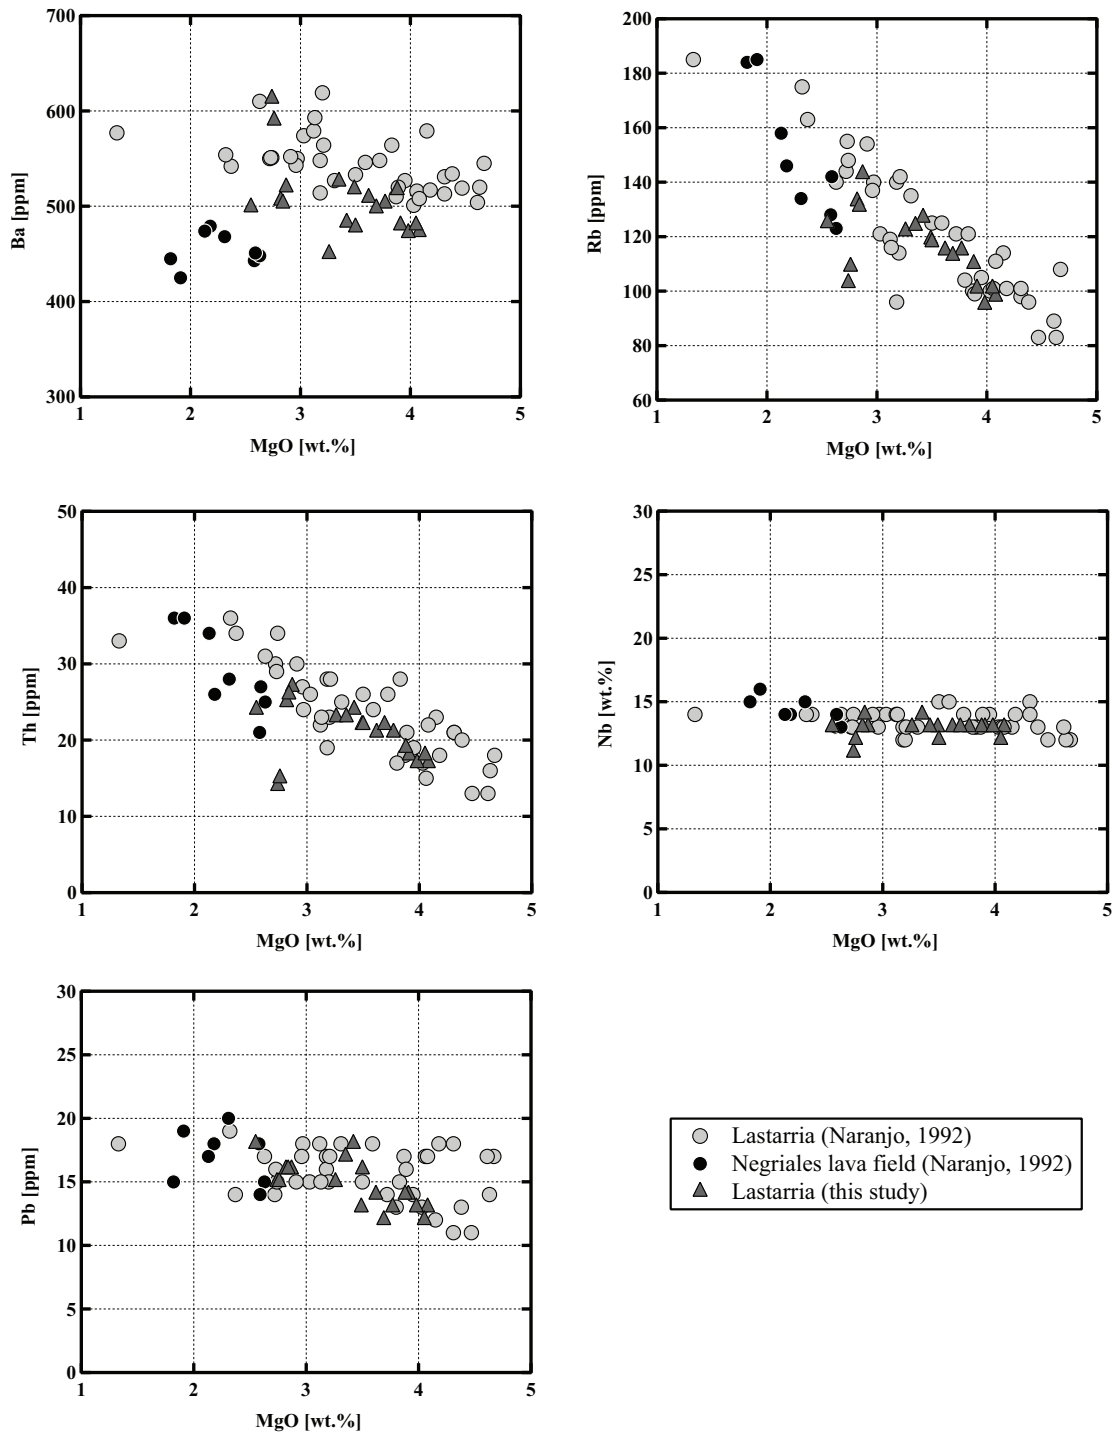 700
600
500
400
300
Ba [ppm]
1 2 3 4 5
MgO [wt.%]
200
180
160
140
120
100
80
60
Rb [ppm]
1 2 3 4 5
MgO [wt.%]
50
40
30
20
10
0
Th [ppm]
1 2 3 4 5
MgO [wt.%]
30
25
20
15
10
5
0
Nb [wt.%]
1 2 3 4 5
MgO [wt.%]
30
25
20
15
10
5
0
Pb [ppm]
1 2 3 4 5
MgO [wt.%]
Lastarria (Naranjo, 1992)
Negriales lava field (Naranjo, 1992)
Lastarria (this study)